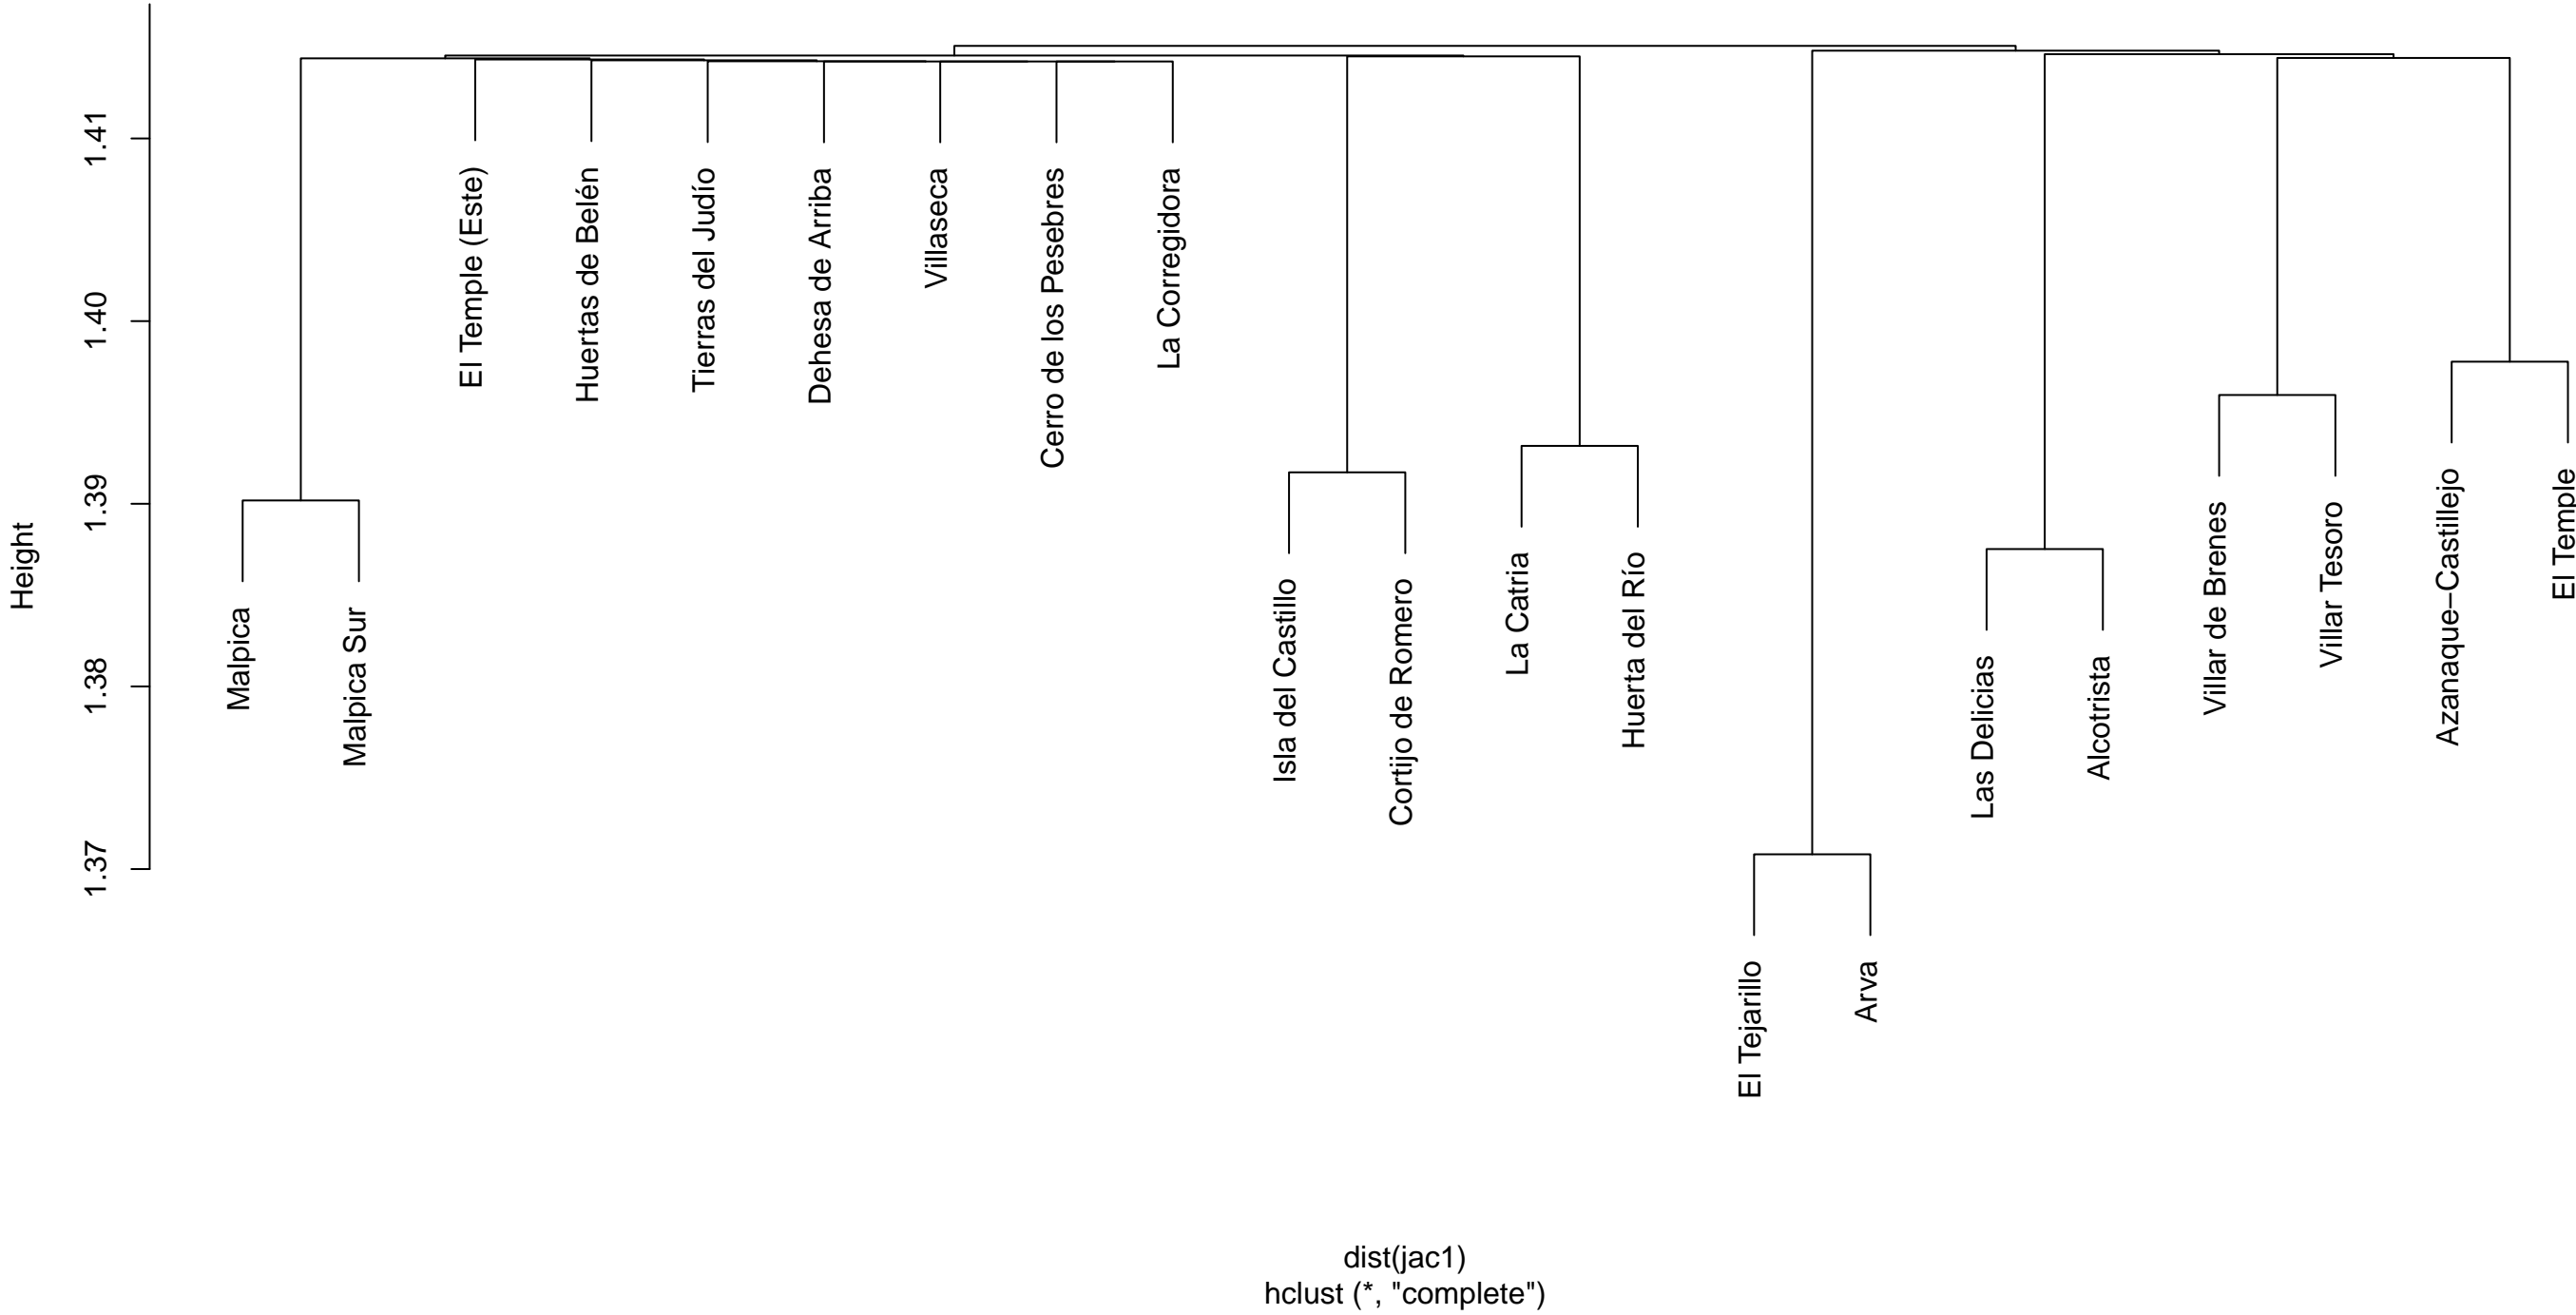 Height
1.41
1.40
1.39
1.38
1.37
Malpica
Malpica Sur
El Temple (Este)
Huertas de Belén
Tierras del Judío
Dehesa de Arriba
Villaseca
Cerro de los Pesebres
La Corregidora
Isla del Castillo
Cortijo de Romero
La Catria
Huerta del Río
El Tejarillo
Arva
Las Delicias
Alcotrista
Villar de Brenes
Villar Tesoro
Azanaque−Castillejo
El Temple
dist(jac1)
hclust (*, "complete")